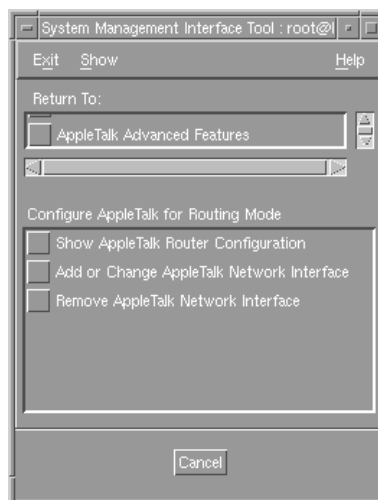 System Management Interface Tool : root@l
Exit Show Help
Return To:
AppleTalk Advanced Features
Configure AppleTalk for Routing Mode
Show AppleTalk Router Configuration
Add or Change AppleTalk Network Interface
Remove AppleTalk Network Interface
Cancel